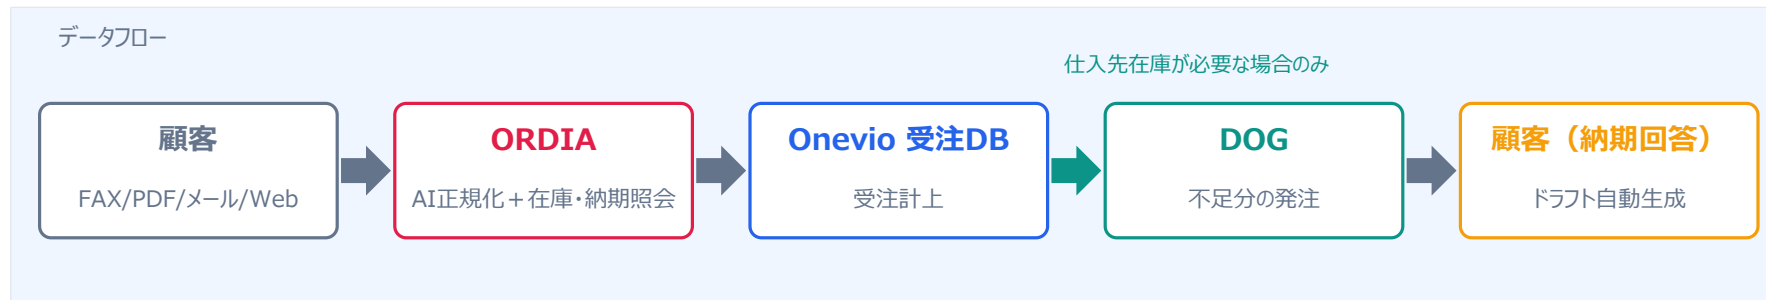 データフロー
仕入先在庫が必要な場合のみ
顧客
FAX/PDF/メール/Web
ORDIA
AI正規化＋在庫・納期照会
Onevio 受注DB
受注計上
DOG
不足分の発注
顧客（納期回答）
ドラフト自動生成